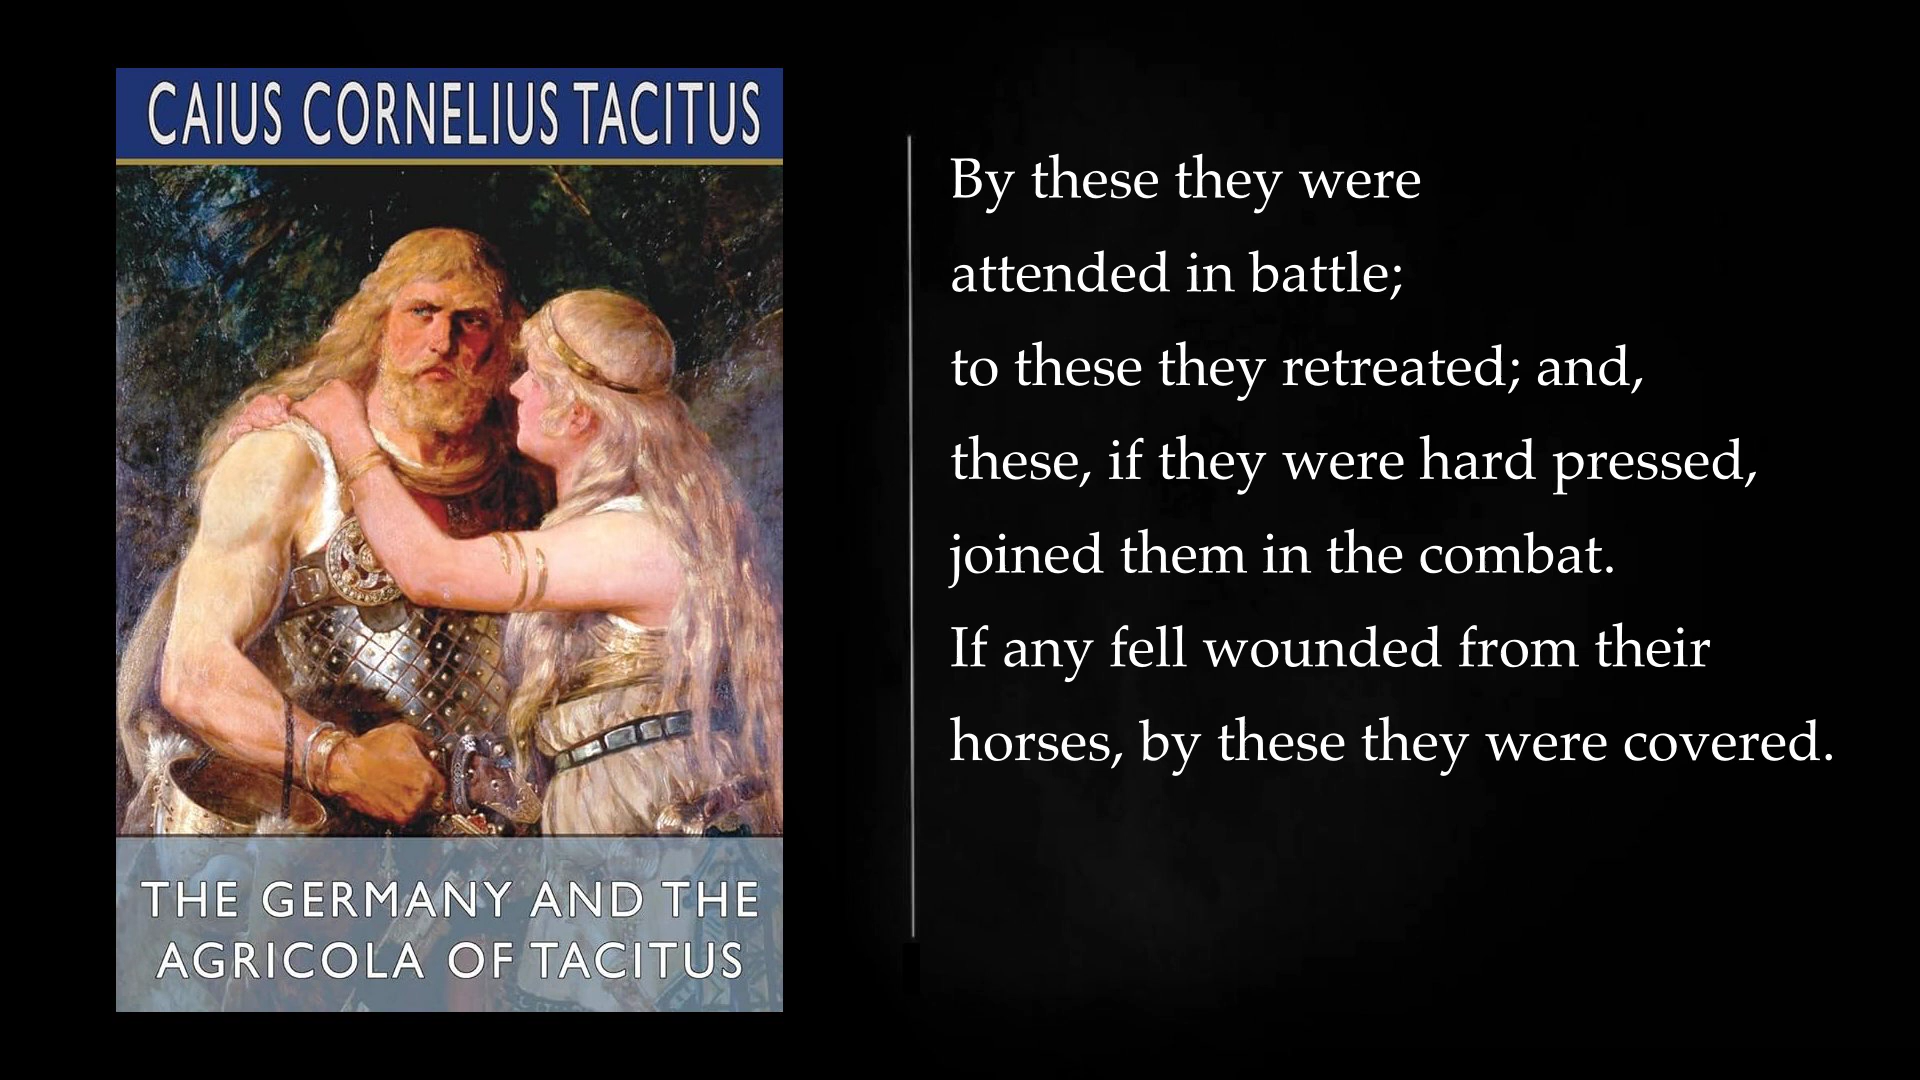 CAIUS CORNELIUS TACITUS
THE GERMANY AND THE
AGRICOLA OF TACITUS
By these they were
attended in battle;
to these they retreated; and,
these, if they were hard pressed,
joined them in the combat.
If any fell wounded from their
horses, by these they were covered.